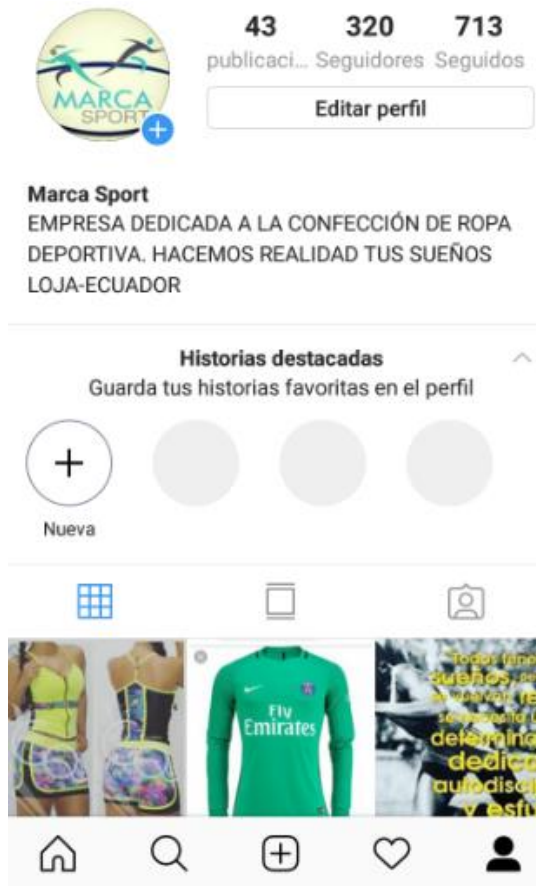 43 320 713
publicaci... Seguidores Seguidos
MARCA
SPORT
Editar perfil
Marca Sport
EMPRESA DEDICADA A LA CONFECCIÓN DE ROPA
DEPORTIVA. HACEMOS REALIDAD TUS SUEÑOS
LOJA-ECUADOR
Historias destacadas
Guarda tus historias favoritas en el perfil
Nueva
Fly
Emirates
Todos
sueños
determina
dedic
autodisci
y esfu